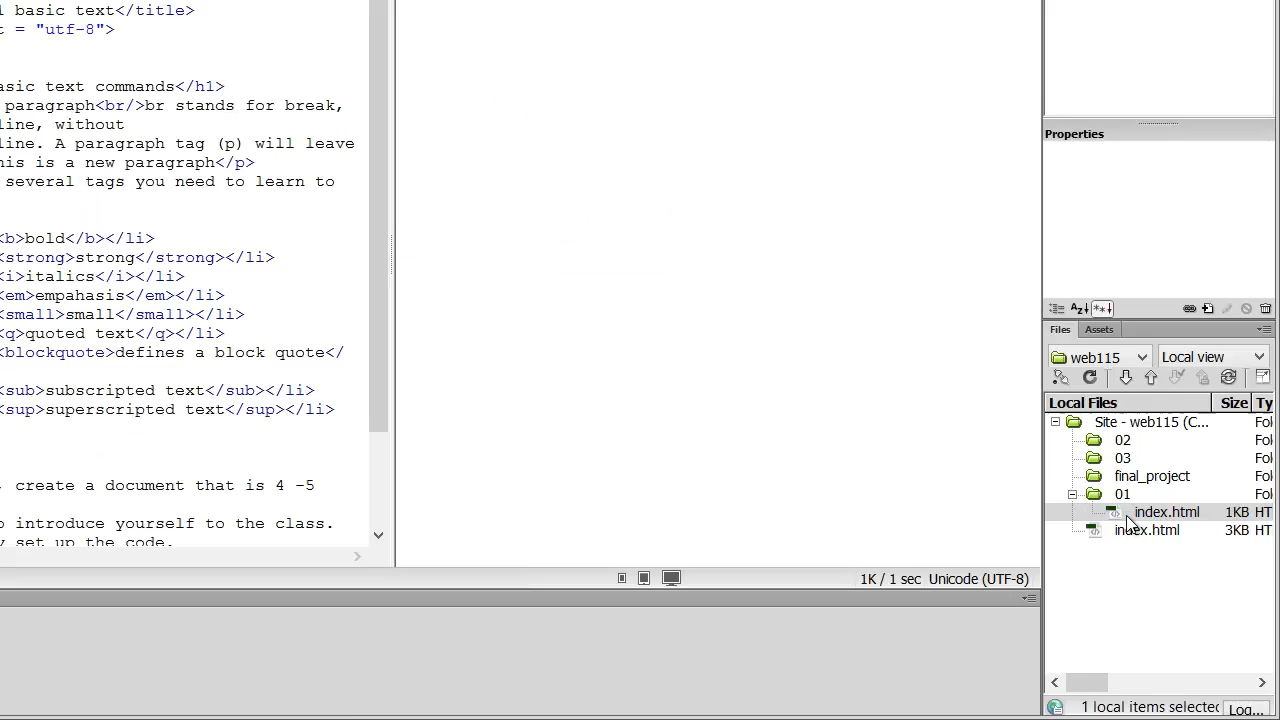 l basic text</title>
t = "utf-8">
asic text commands</h1>
paragraph<br/>br stands for break,
line, without
line. A paragraph tag (p) will leave
his is a new paragraph</p>
several tags you need to learn to
<b>bold</b></li>
<strong>strong</strong></li>
<i>italics</i></li>
<em>empahasis</em></li>
<small>small</small></li>
<q>quoted text</q></li>
<blockquote>defines a block quote</
<sub>subscripted text</sub></li>
<sup>superscripted text</sup></li>
, create a document that is 4 -5
o introduce yourself to the class.
y set up the code.
1K / 1 sec Unicode (UTF-8)
Properties
Files Assets
web115 Local view
Local Files Size Ty
Site - web115 (C... Fol
02 Fol
03 Fol
final_project Fol
01 Fol
index.html 1KB HT
index.html 3KB HT
1 local items selected
Log...